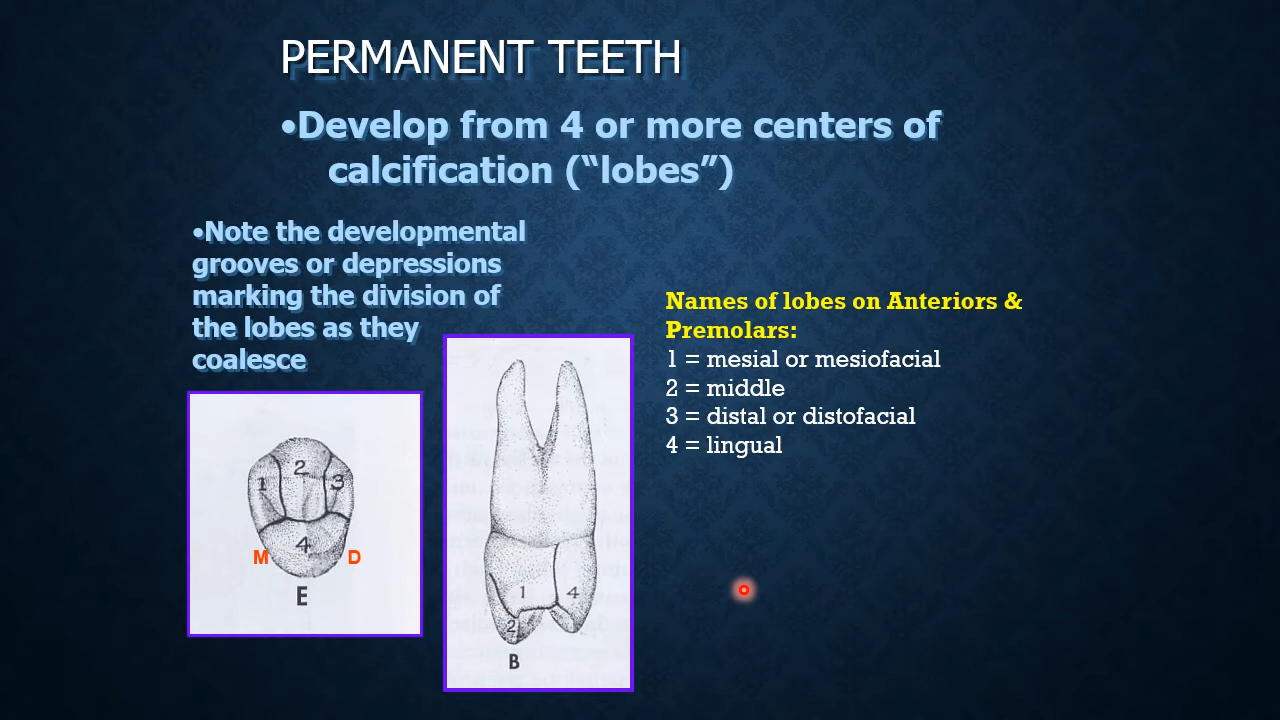 PERMANENT TEETH
•Develop from 4 or more centers of
calcification (“lobes”)
•Note the developmental
grooves or depressions
marking the division of
the lobes as they
coalesce
Names of lobes on Anteriors &
Premolars:
1 = mesial or mesiofacial
2 = middle
3 = distal or distofacial
4 = lingual
2
1 3
4
M D
E
1 4
2
B